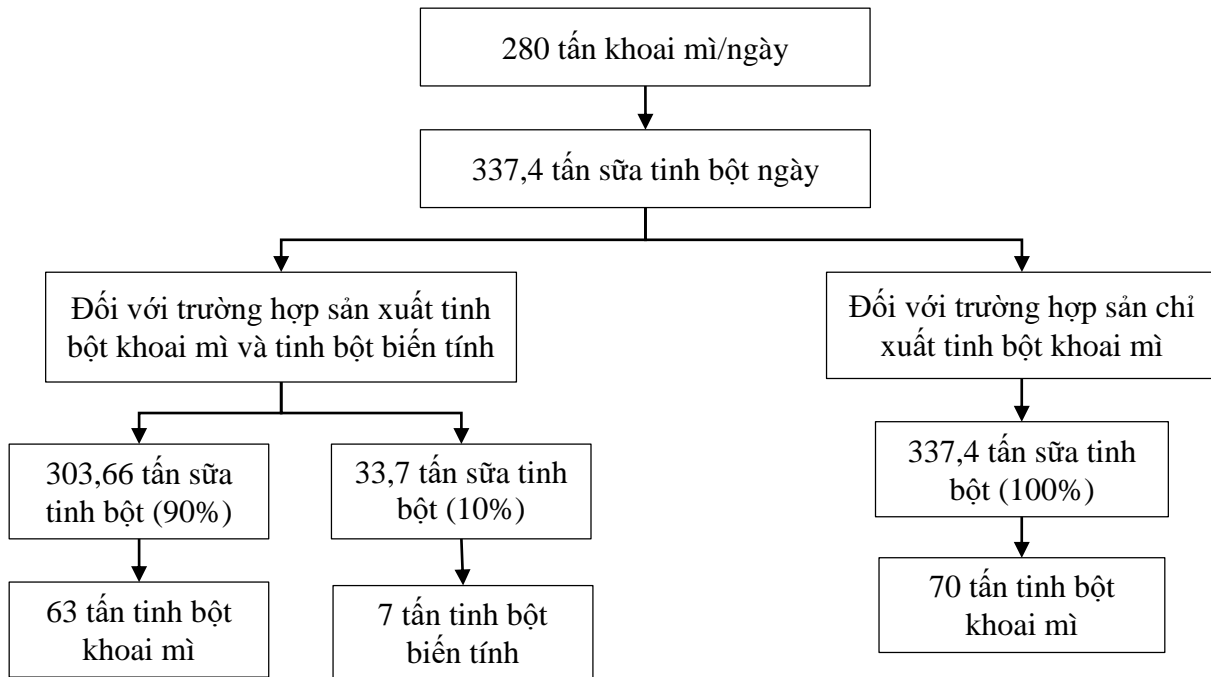 280 tấn khoai mì/ngày
337,4 tấn sữa tinh bột ngày
Đối với trường hợp sản xuất tinh
bột khoai mì và tinh bột biến tính
Đối với trường hợp sản chỉ
xuất tinh bột khoai mì
303,66 tấn sữa
tinh bột (90%)
33,7 tấn sữa tinh
bột (10%)
337,4 tấn sữa tinh
bột (100%)
63 tấn tinh bột
khoai mì
7 tấn tinh bột
biến tính
70 tấn tinh bột
khoai mì